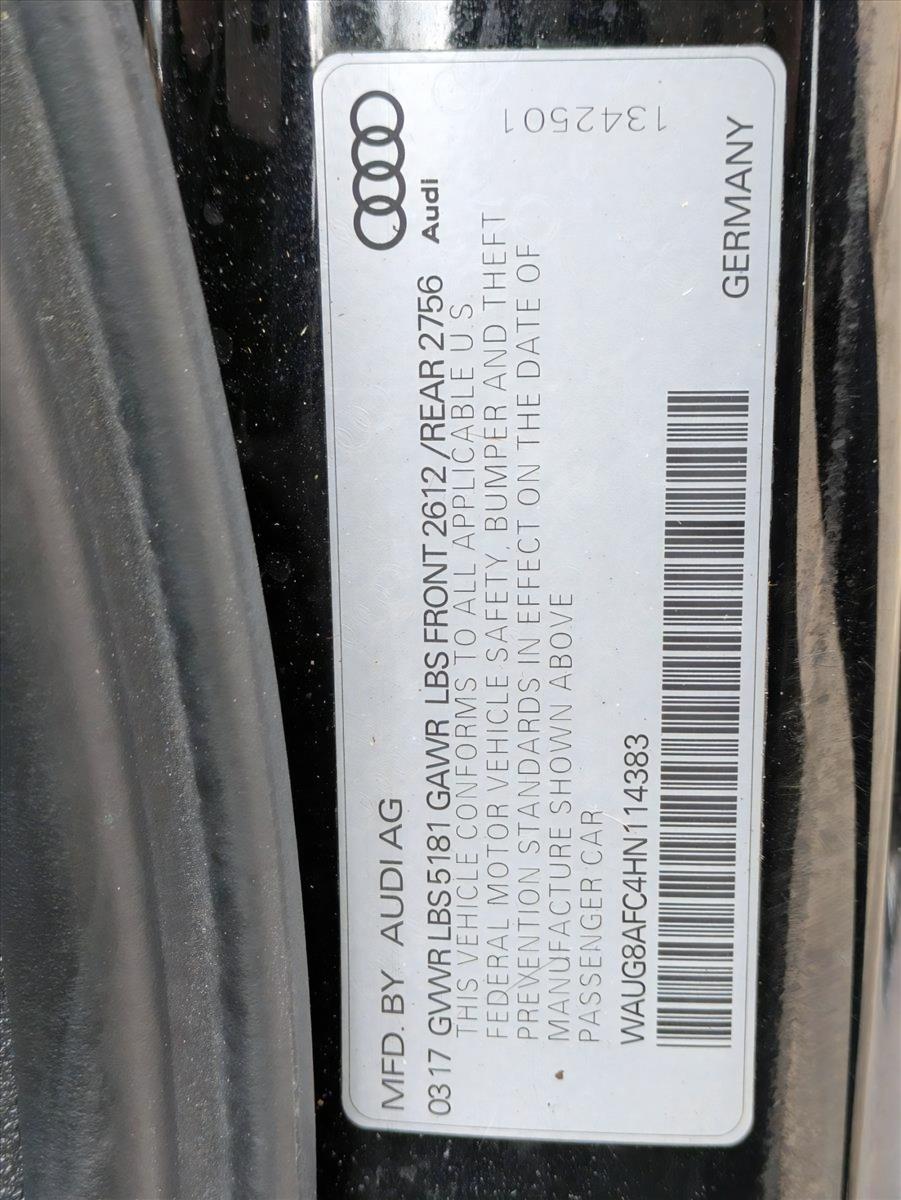 MFD. BY AUDI AG
Audi
0317 GVWR LBS 5181 GAWR LBS FRONT 2612 /REAR 2756
THIS VEHICLE CONFORMS TO ALL APPLICABLE U S
FEDERAL MOTOR VEHICLE SAFETY, BUMPER AND THEFT
PREVENTION STANDARDS IN EFFECT ON THE DATE OF
MANUFACTURE SHOWN ABOVE
PASSENGER CAR
1342501
WAUG8AFC4HN114383
GERMANY